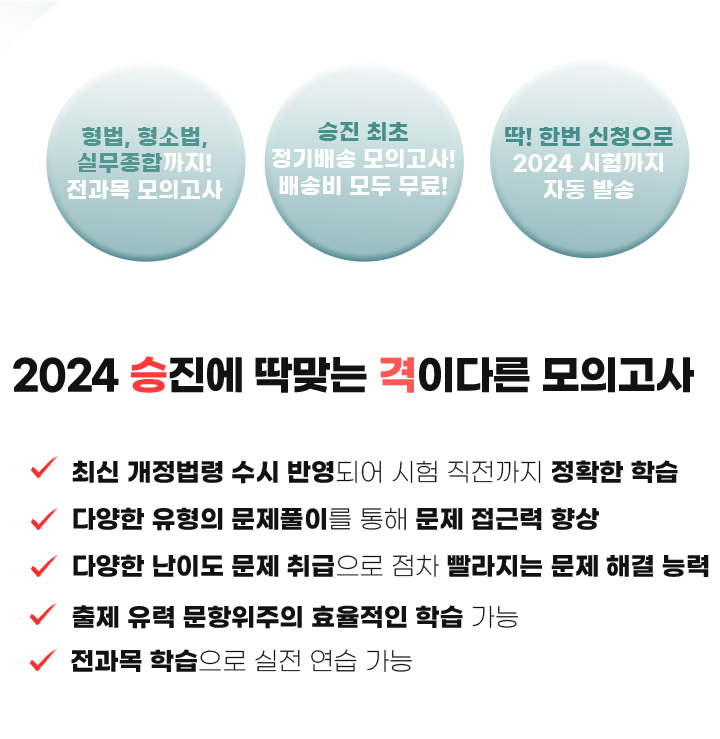 형법, 형소법,
실무종합까지!
전과목 모의고사
승진 최초
정기배송 모의고사!
배송비 모두 무료!
딱! 한번 신청으로
2024 시험까지
자동 발송
2024 승진에 딱맞는 격이다른 모의고사
최신 개정법령 수시 반영되어 시험 직전까지 정확한 학습
다양한 유형의 문제풀이를 통해 문제 접근력 향상
다양한 난이도 문제 취급으로 점차 빨라지는 문제 해결 능력
출제 유력 문항위주의 효율적인 학습 가능
전과목 학습으로 실전 연습 가능